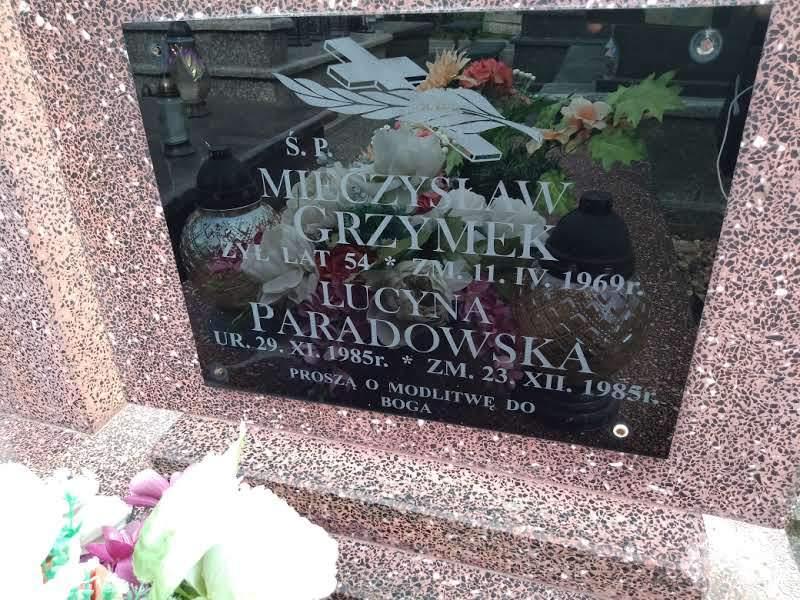 Ś. P.
MIECZYSŁAW
GRZYMEK
ŻYŁ LAT 54 * ZM. 11. IV. 1969r.
LUCYNA
PARADOWSKA
UR. 29. XI. 1985r. * ZM. 23. XII. 1985r.
PROSZĄ O MODLITWĘ DO
BOGA